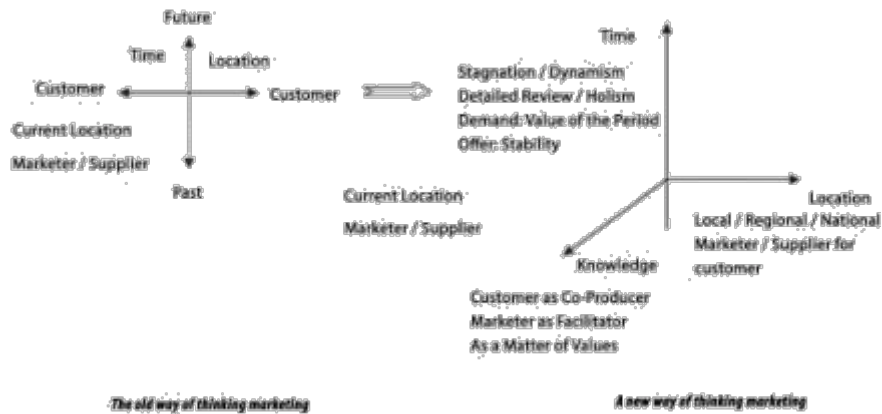 Future
Time
Location
Customer
Customer
Current Location
Marketer / Supplier
Past
The old way of thinking marketing
Time
Stagnation / Dynamism
Detailed Review / Holism
Demand: Value of the Period
Offer: Stability
Current Location
Marketer / Supplier
Location
Local / Regional / National
Marketer / Supplier for
customer
Knowledge
Customer as Co-Producer
Marketer as Facilitator
As a Matter of Values
A new way of thinking marketing